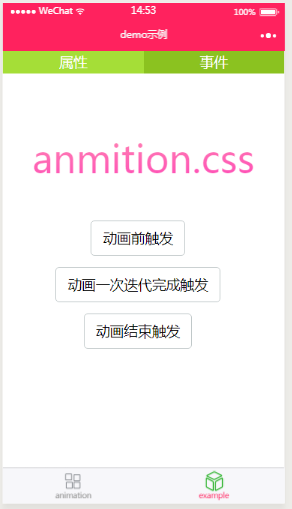 WeChat 14:53 100%
demo示例
属性 事件
anmition.css
动画前触发
动画一次迭代完成触发
动画结束触发
animation example